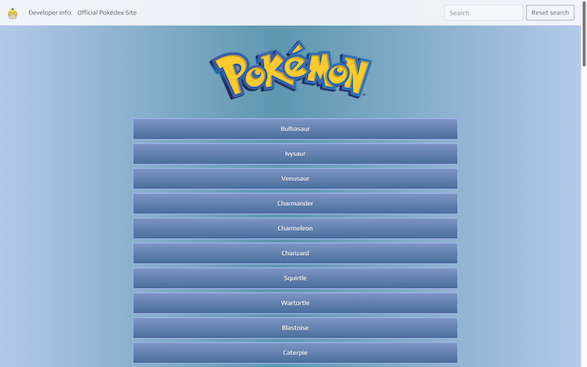 Developer Info Official Pokédex Site Search Reset search
POKéMON
Bulbasaur
Ivysaur
Venusaur
Charmander
Charmeleon
Charizard
Squirtle
Wartortle
Blastoise
Caterpie